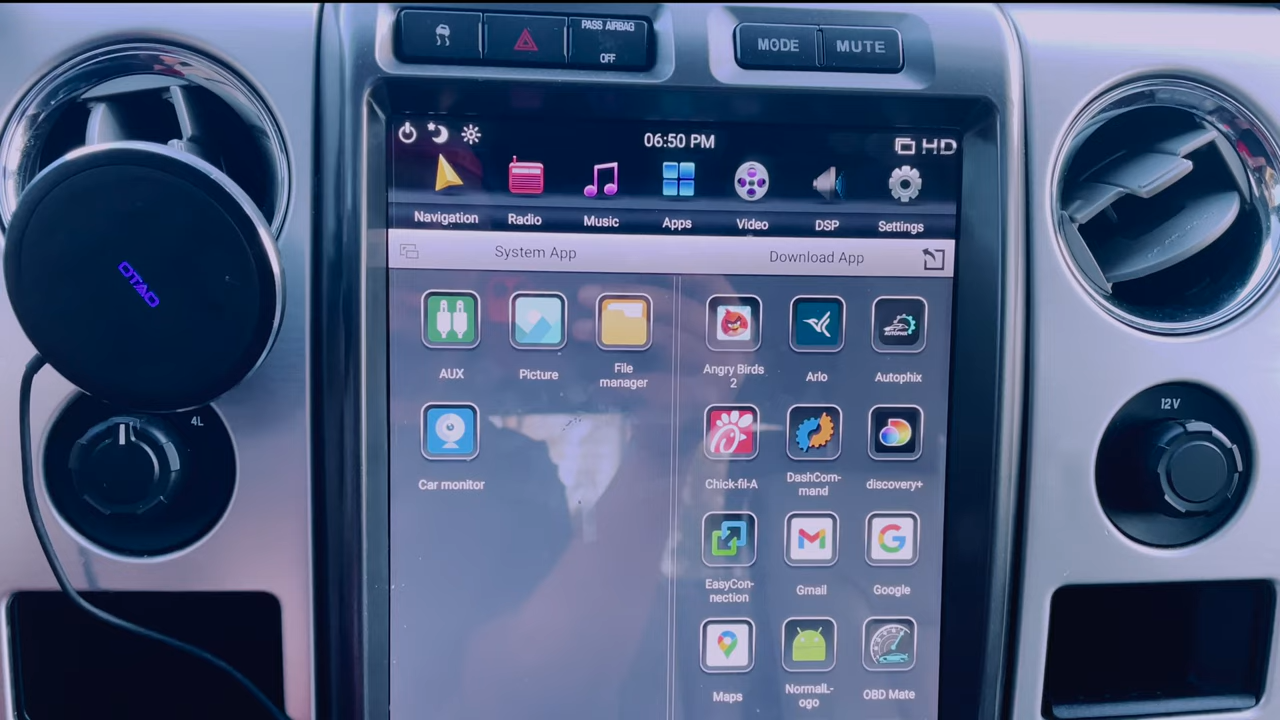 PASS AIRBAG
OFF
MODE
MUTE
06:50 PM
HD
Navigation
Radio
Music
Apps
Video
DSP
Settings
System App
Download App
OTAO
4L
12V
AUX
Picture
File
manager
Angry Birds
2
Arlo
Autophix
AUTOPHIX
Car monitor
Chick-fil-A
DashCom-
mand
discovery+
EasyCon-
nection
Gmail
Google
Maps
NormalL-
ogo
OBD Mate